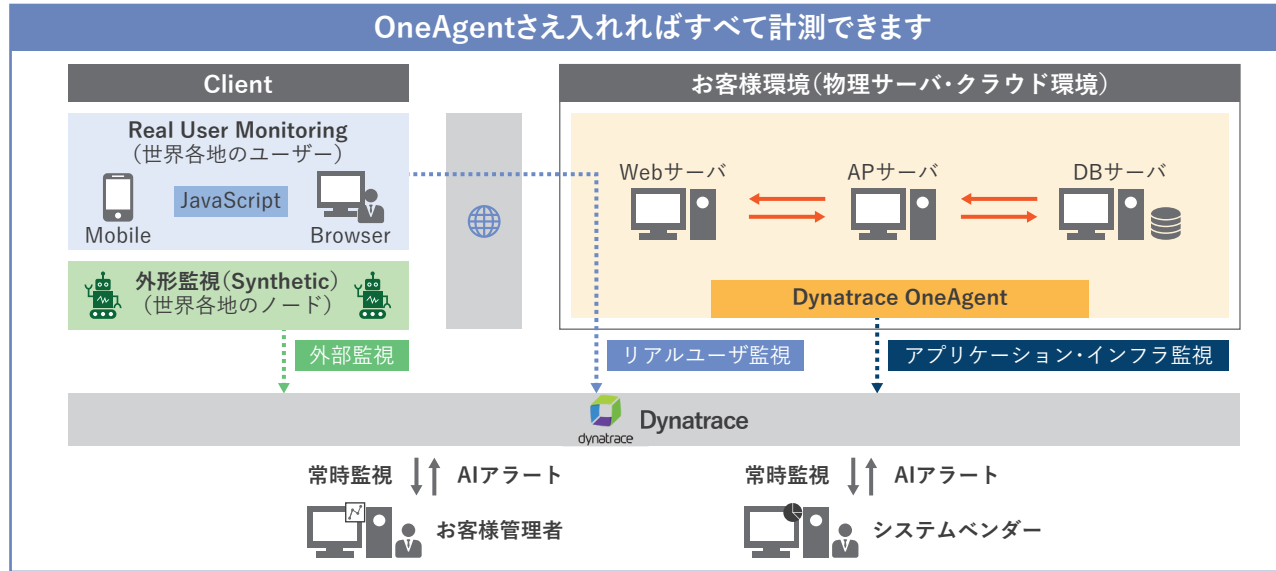 OneAgentさえ入れればすべて計測できます
Client
Real User Monitoring
(世界各地のユーザー)
JavaScript
Mobile
Browser
外形監視(Synthetic)
(世界各地のノード)
お客様環境(物理サーバ・クラウド環境)
Webサーバ
APサーバ
DBサーバ
Dynatrace OneAgent
外部監視
リアルユーザ監視
アプリケーション・インフラ監視
dynatrace
Dynatrace
常時監視
AIアラート
お客様管理者
常時監視
AIアラート
システムベンダー